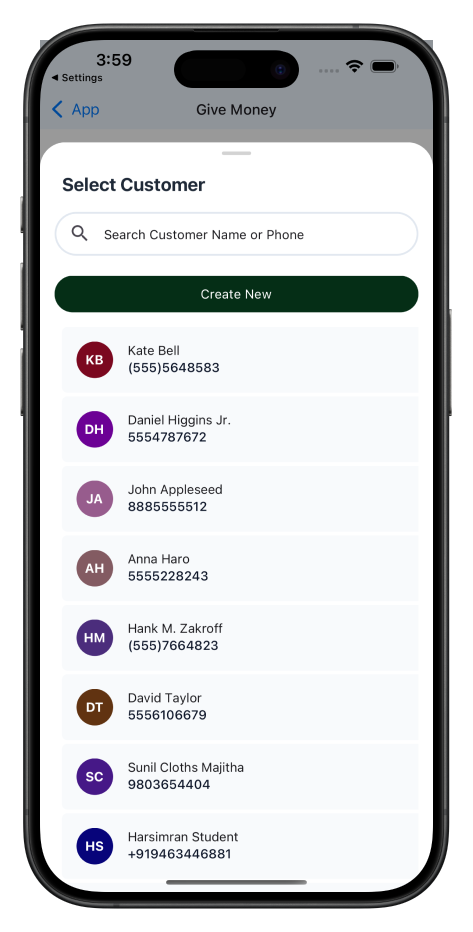 3:59
◀ Settings
App
Give Money
Select Customer
Search Customer Name or Phone
Create New
KB
Kate Bell
(555)5648583
DH
Daniel Higgins Jr.
5554787672
JA
John Appleseed
8885555512
AH
Anna Haro
5555228243
HM
Hank M. Zakroff
(555)7664823
DT
David Taylor
5556106679
SC
Sunil Cloths Majitha
9803654404
HS
Harsimran Student
+919463446881